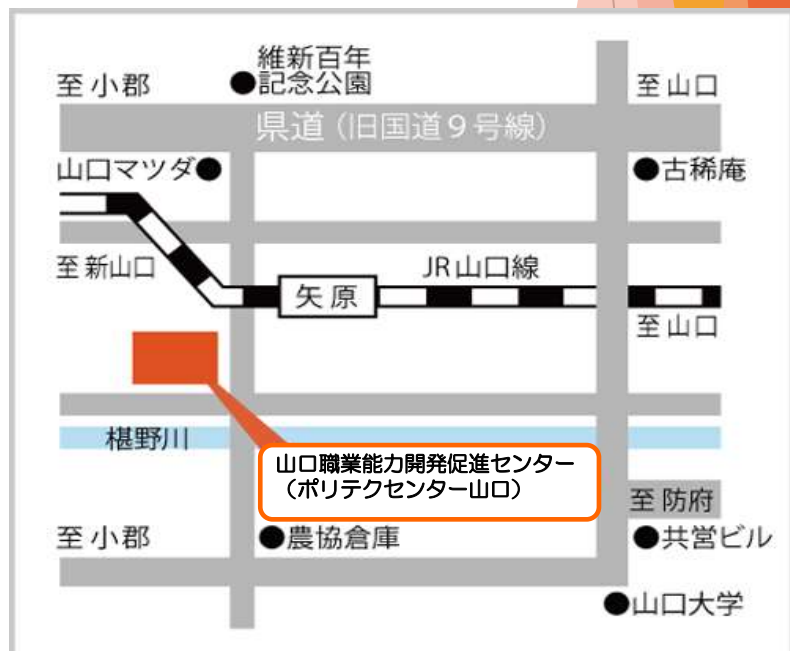 維新百年
至小郡
●記念公園
至山口
県道（旧国道９号線）
山口マツダ●
●古稀庵
至新山口
JR山口線
矢原
至山口
椹野川
山口職業能力開発促進センター
（ポリテクセンター山口）
至防府
至小郡
●農協倉庫
●共営ビル
●山口大学